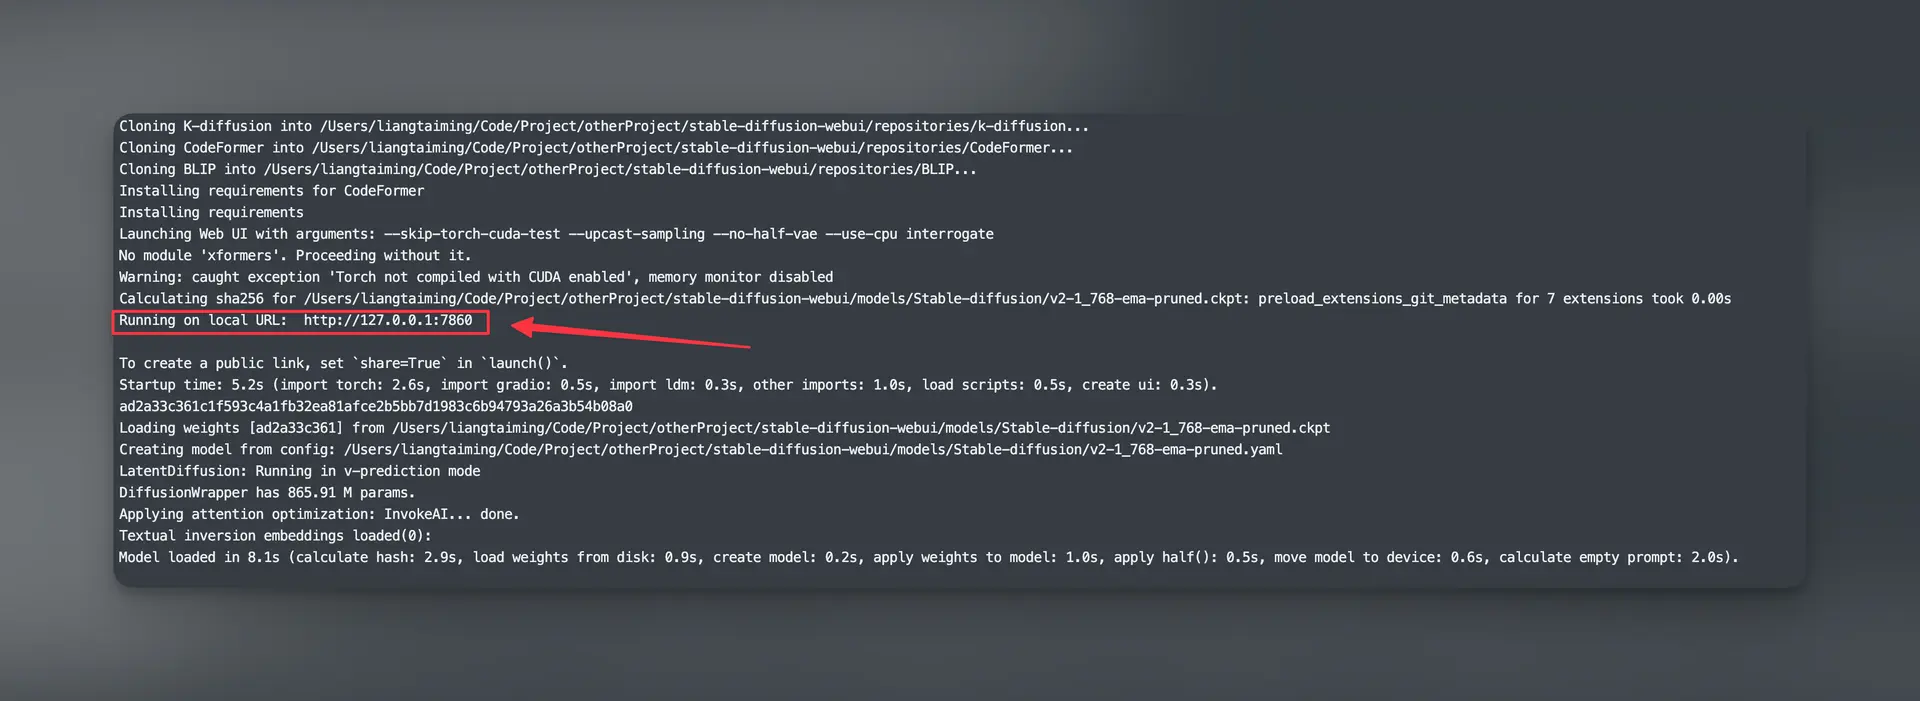 Cloning K-diffusion into /Users/liangtaiming/Code/Project/otherProject/stable-diffusion-webui/repositories/k-diffusion...
Cloning CodeFormer into /Users/liangtaiming/Code/Project/otherProject/stable-diffusion-webui/repositories/CodeFormer...
Cloning BLIP into /Users/liangtaiming/Code/Project/otherProject/stable-diffusion-webui/repositories/BLIP...
Installing requirements for CodeFormer
Installing requirements
Launching Web UI with arguments: --skip-torch-cuda-test --upcast-sampling --no-half-vae --use-cpu interrogate
No module 'xformers'. Proceeding without it.
Warning: caught exception 'Torch not compiled with CUDA enabled', memory monitor disabled
Calculating sha256 for /Users/liangtaiming/Code/Project/otherProject/stable-diffusion-webui/models/Stable-diffusion/v2-1_768-ema-pruned.ckpt: preload_extensions_git_metadata for 7 extensions took 0.00s
Running on local URL:  http://127.0.0.1:7860
To create a public link, set `share=True` in `launch()`.
Startup time: 5.2s (import torch: 2.6s, import gradio: 0.5s, import ldm: 0.3s, other imports: 1.0s, load scripts: 0.5s, create ui: 0.3s).
ad2a33c361c1f593c4a1fb32ea81afce2b5bb7d1983c6b94793a26a3b54b08a0
Loading weights [ad2a33c361] from /Users/liangtaiming/Code/Project/otherProject/stable-diffusion-webui/models/Stable-diffusion/v2-1_768-ema-pruned.ckpt
Creating model from config: /Users/liangtaiming/Code/Project/otherProject/stable-diffusion-webui/models/Stable-diffusion/v2-1_768-ema-pruned.yaml
LatentDiffusion: Running in v-prediction mode
DiffusionWrapper has 865.91 M params.
Applying attention optimization: InvokeAI... done.
Textual inversion embeddings loaded(0):
Model loaded in 8.1s (calculate hash: 2.9s, load weights from disk: 0.9s, create model: 0.2s, apply weights to model: 1.0s, apply half(): 0.5s, move model to device: 0.6s, calculate empty prompt: 2.0s).